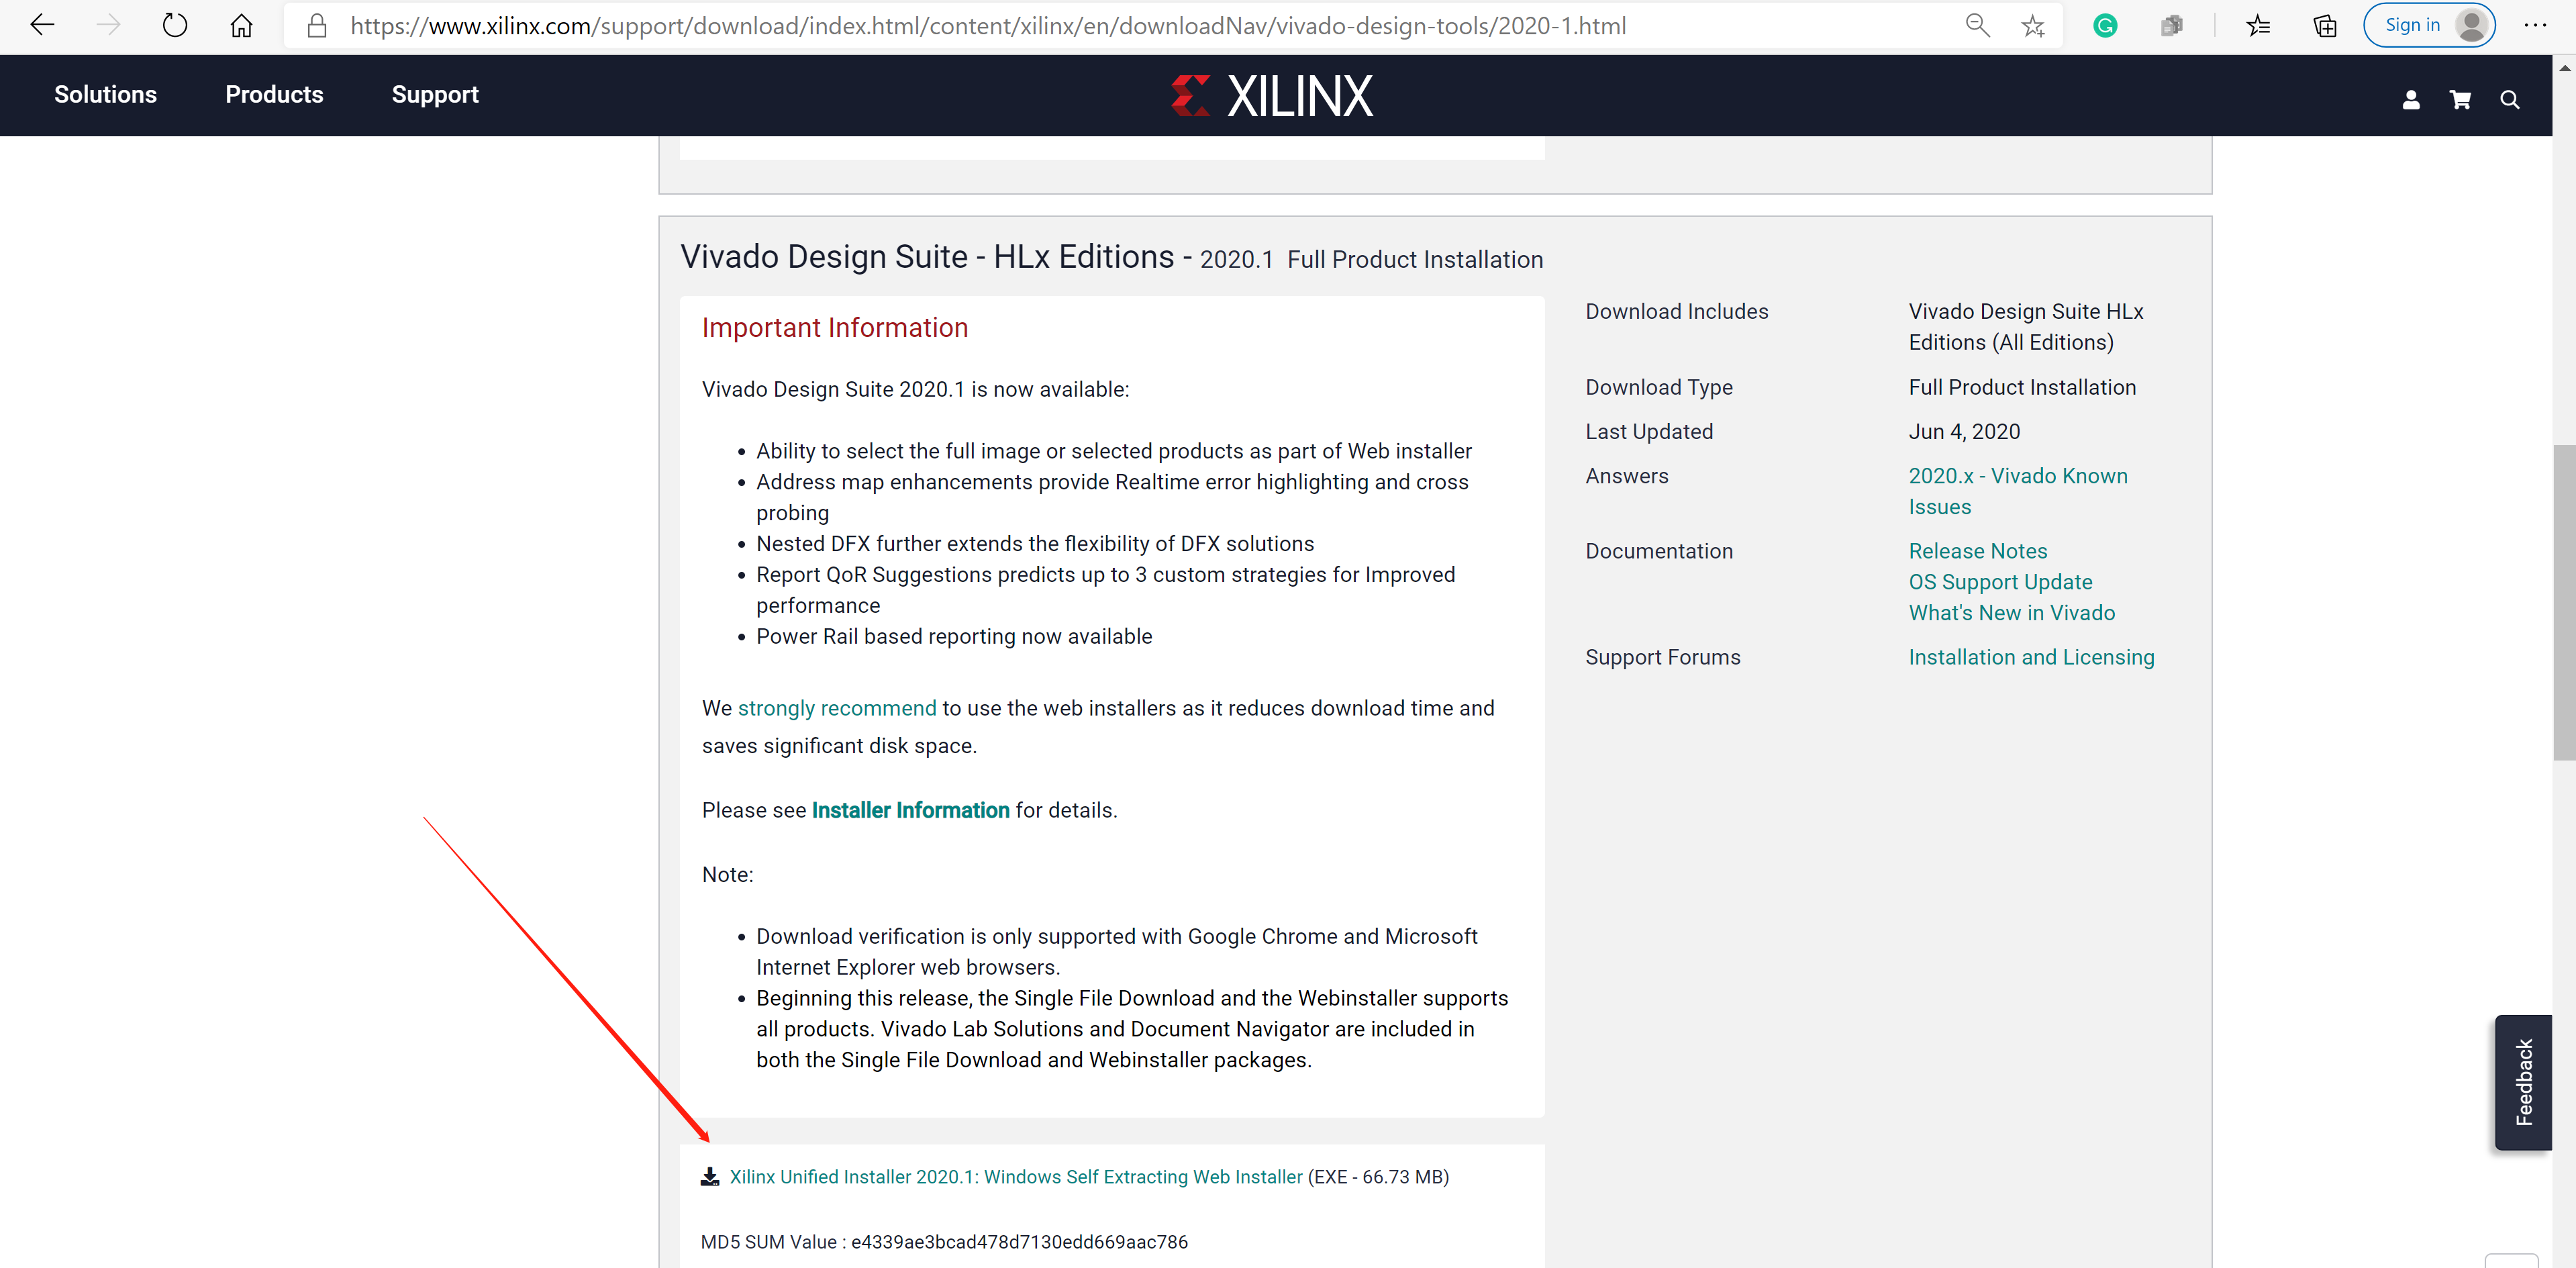 https://www.xilinx.com/support/download/index.html/content/xilinx/en/downloadNav/vivado-design-tools/2020-1.html
Sign in
Solutions Products Support XILINX
Vivado Design Suite - HLx Editions - 2020.1 Full Product Installation
Important Information
Vivado Design Suite 2020.1 is now available:
• Ability to select the full image or selected products as part of Web installer
• Address map enhancements provide Realtime error highlighting and cross
probing
• Nested DFX further extends the flexibility of DFX solutions
• Report QoR Suggestions predicts up to 3 custom strategies for Improved
performance
• Power Rail based reporting now available
We strongly recommend to use the web installers as it reduces download time and
saves significant disk space.
Please see Installer Information for details.
Note:
• Download verification is only supported with Google Chrome and Microsoft
Internet Explorer web browsers.
• Beginning this release, the Single File Download and the Webinstaller supports
all products. Vivado Lab Solutions and Document Navigator are included in
both the Single File Download and Webinstaller packages.
Xilinx Unified Installer 2020.1: Windows Self Extracting Web Installer (EXE - 66.73 MB)
MD5 SUM Value : e4339ae3bcad478d7130edd669aac786
Download Includes Vivado Design Suite HLx
Editions (All Editions)
Download Type Full Product Installation
Last Updated Jun 4, 2020
Answers 2020.x - Vivado Known
Issues
Documentation Release Notes
OS Support Update
What's New in Vivado
Support Forums Installation and Licensing
Feedback